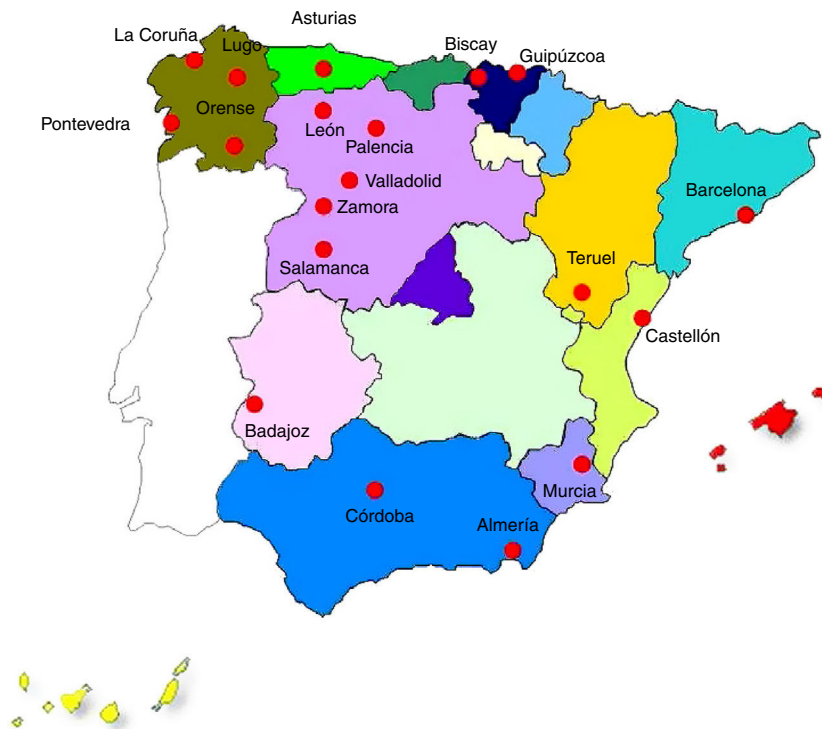 Asturias
La Coruña
Lugo
Biscay
Guipúzcoa
Orense
Pontevedra
León
Palencia
Valladolid
Barcelona
Zamora
Salamanca
Teruel
Castellón
Badajoz
Murcia
Córdoba
Almería